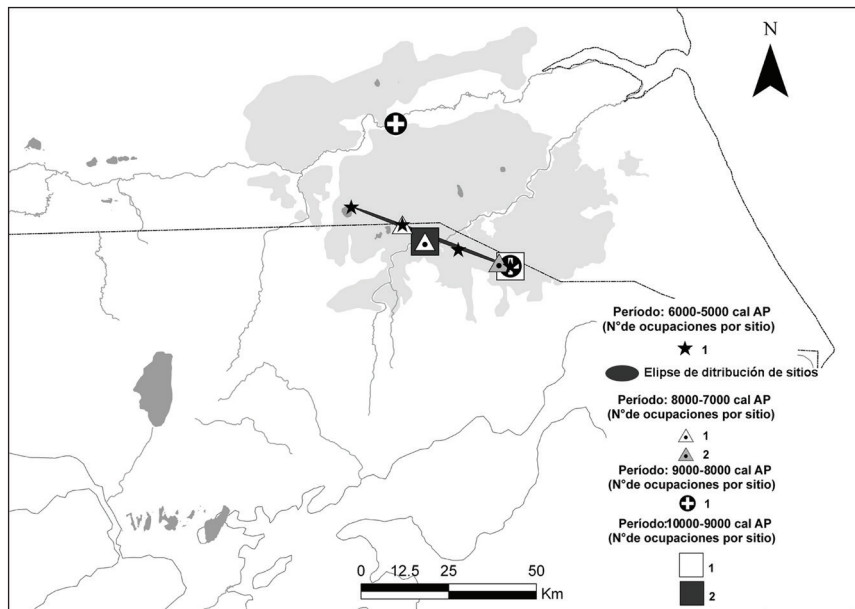 N
Período: 6000-5000 cal AP
(N°de ocupaciones por sitio)
1
Elipse de ditribución de sitios
Período: 8000-7000 cal AP
(N°de ocupaciones por sitio)
1
2
Período: 9000-8000 cal AP
(N°de ocupaciones por sitio)
1
Período:10000-9000 cal AP
(N°de ocupaciones por sitio)
1
2
0 12.5 25 50
Km